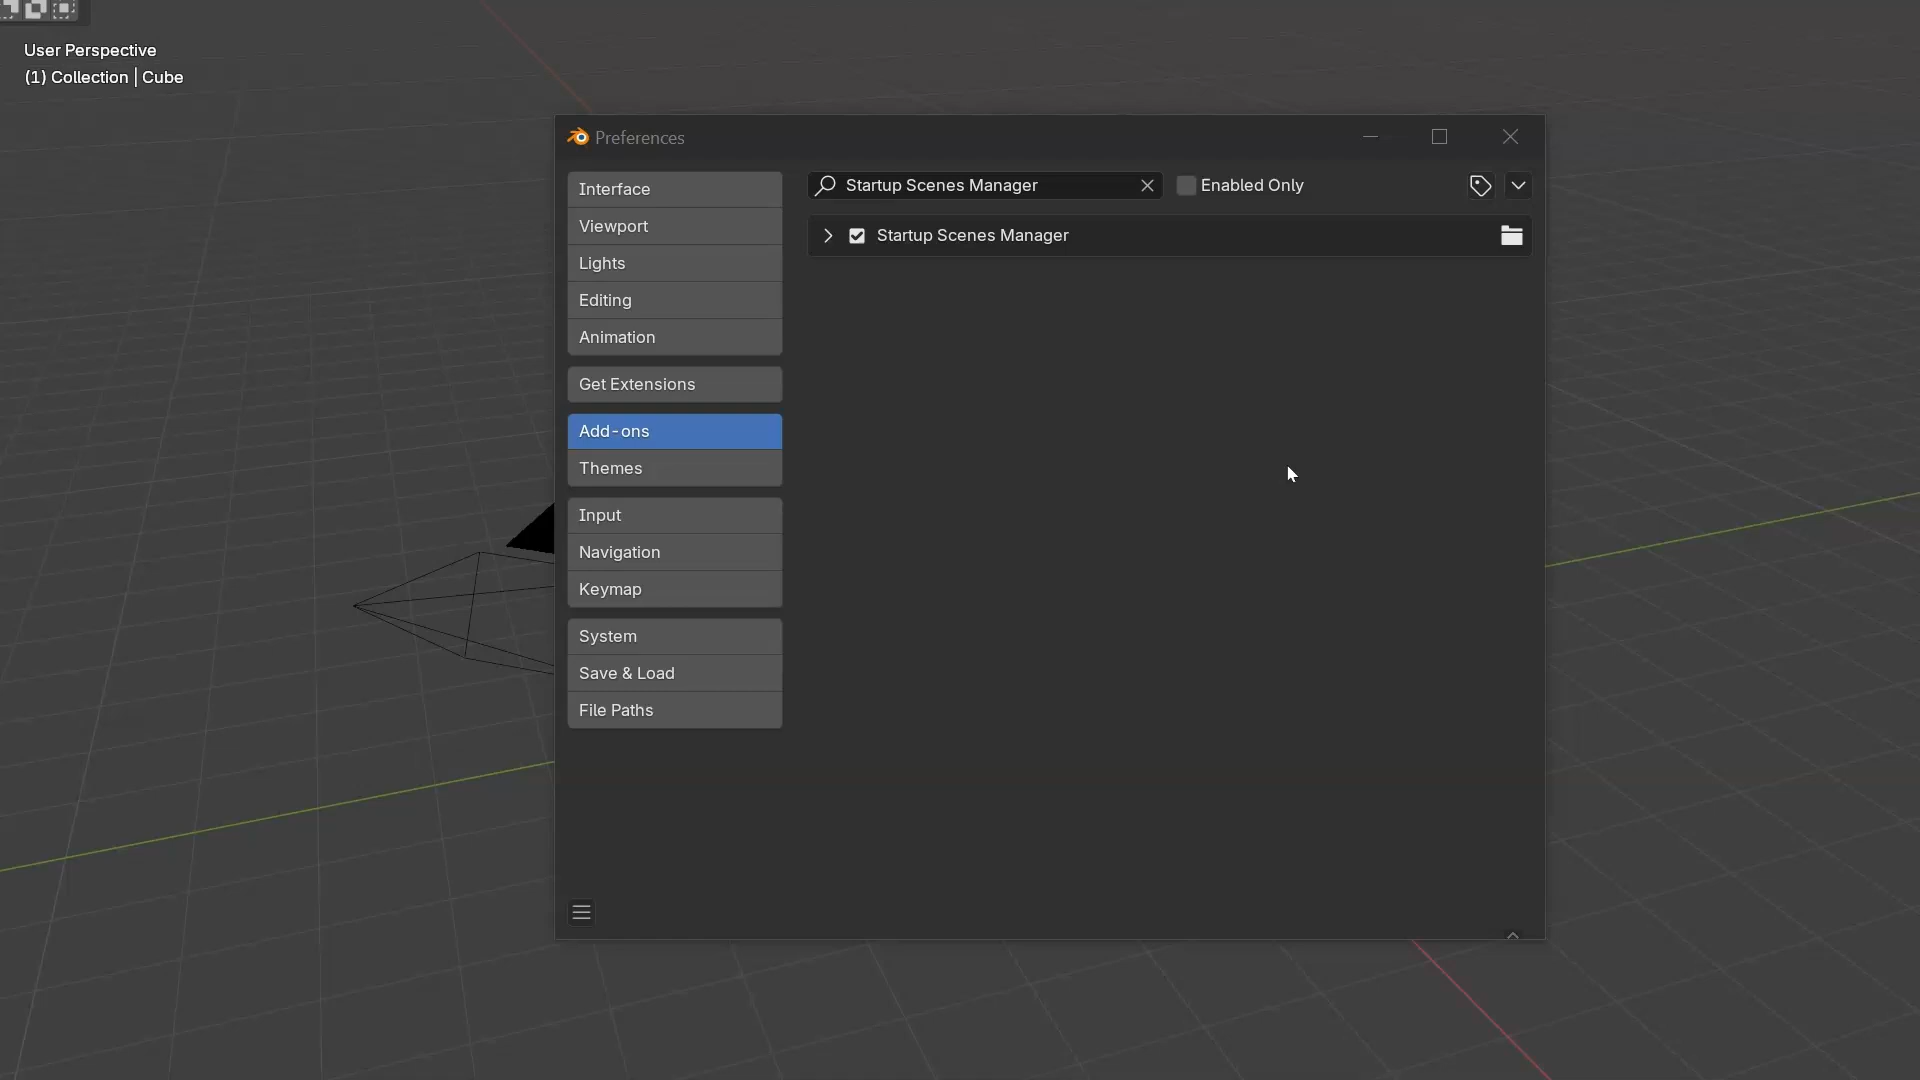 User Perspective
(1) Collection | Cube
Preferences
Interface
Viewport
Lights
Editing
Animation
Get Extensions
Add-ons
Themes
Input
Navigation
Keymap
System
Save & Load
File Paths
Startup Scenes Manager
Enabled Only
Startup Scenes Manager